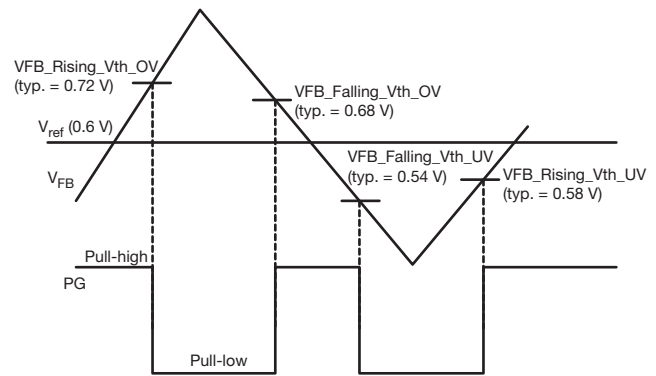 VFB_Rising_Vth_OV
(typ. = 0.72 V)
VFB_Falling_Vth_OV
(typ. = 0.68 V)
Vref (0.6 V)
VFB_Falling_Vth_UV
(typ. = 0.54 V)
VFB_Rising_Vth_UV
(typ. = 0.58 V)
VFB
Pull-high
PG
Pull-low